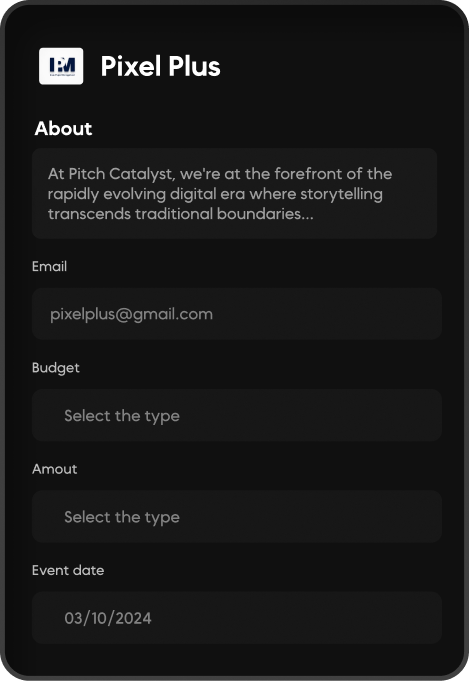 Pixel Plus
About
At Pitch Catalyst, we're at the forefront of the
rapidly evolving digital era where storytelling
transcends traditional boundaries...
Email
pixelplus@gmail.com
Budget
Select the type
Amout
Select the type
Event date
03/10/2024